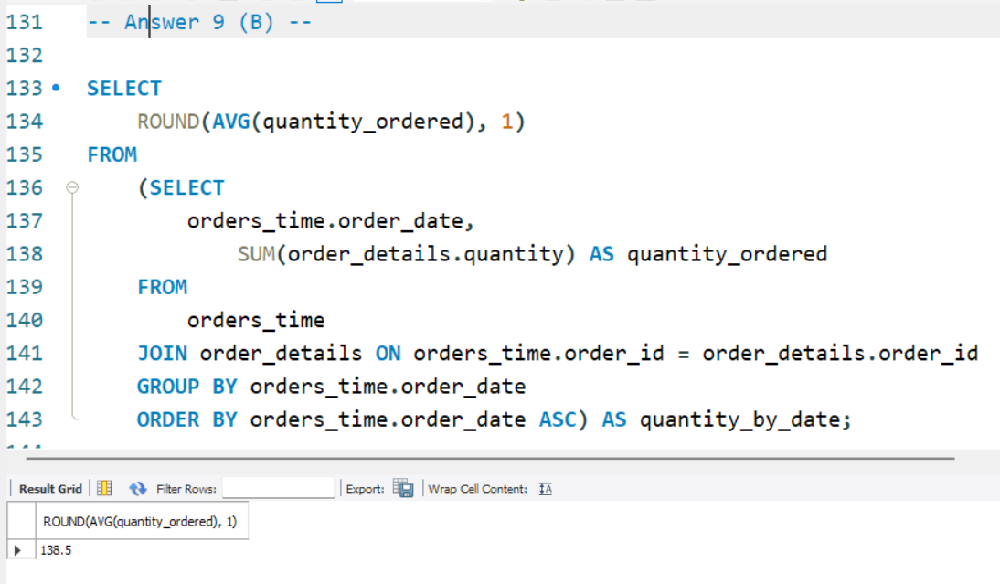 131 -- Answer 9 (B) --
132
133 SELECT
134 ROUND(AVG(quantity_ordered), 1)
135 FROM
136 (SELECT
137 orders_time.order_date,
138 SUM(order_details.quantity) AS quantity_ordered
139 FROM
140 orders_time
141 JOIN order_details ON orders_time.order_id = order_details.order_id
142 GROUP BY orders_time.order_date
143 ORDER BY orders_time.order_date ASC) AS quantity_by_date;
Result Grid Filter Rows: Export: Wrap Cell Content: IA
ROUND(AVG(quantity_ordered), 1)
138.5